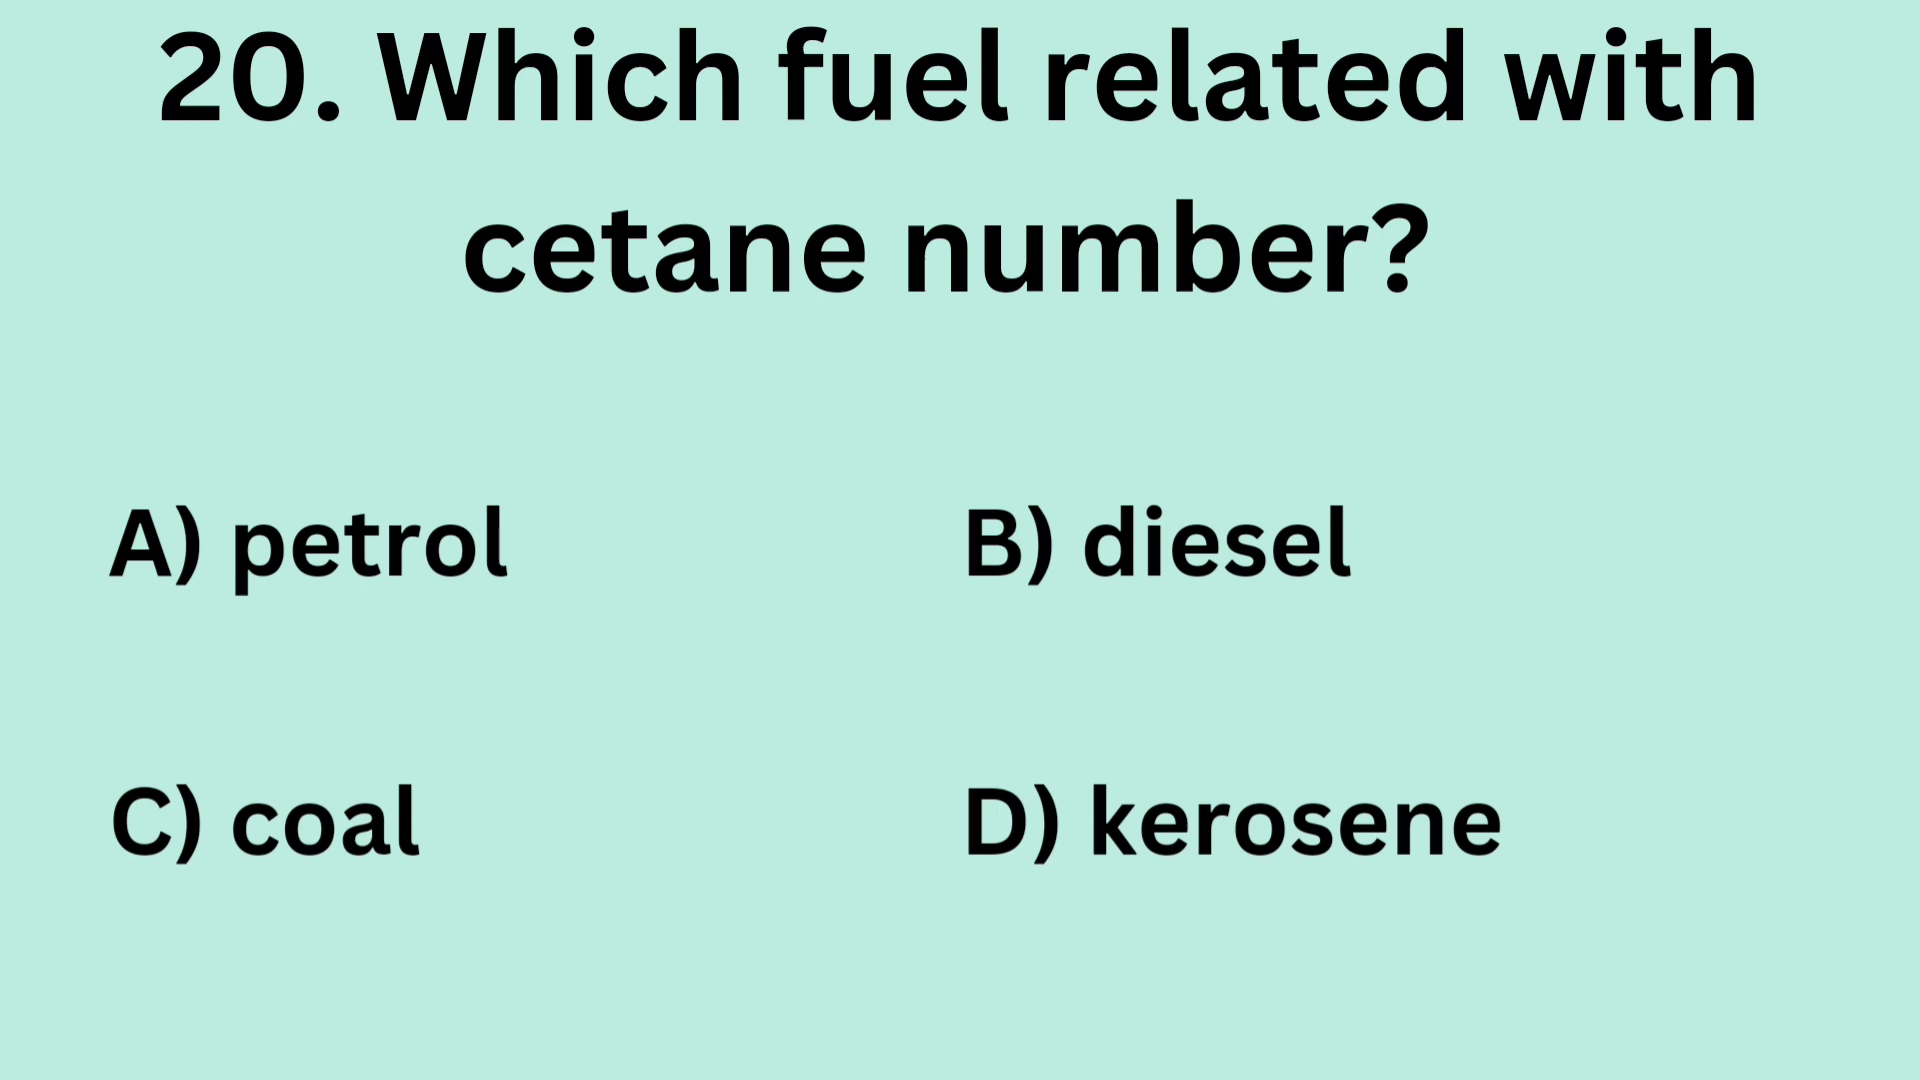 20. Which fuel related with
cetane number?
A) petrol
B) diesel
C) coal
D) kerosene